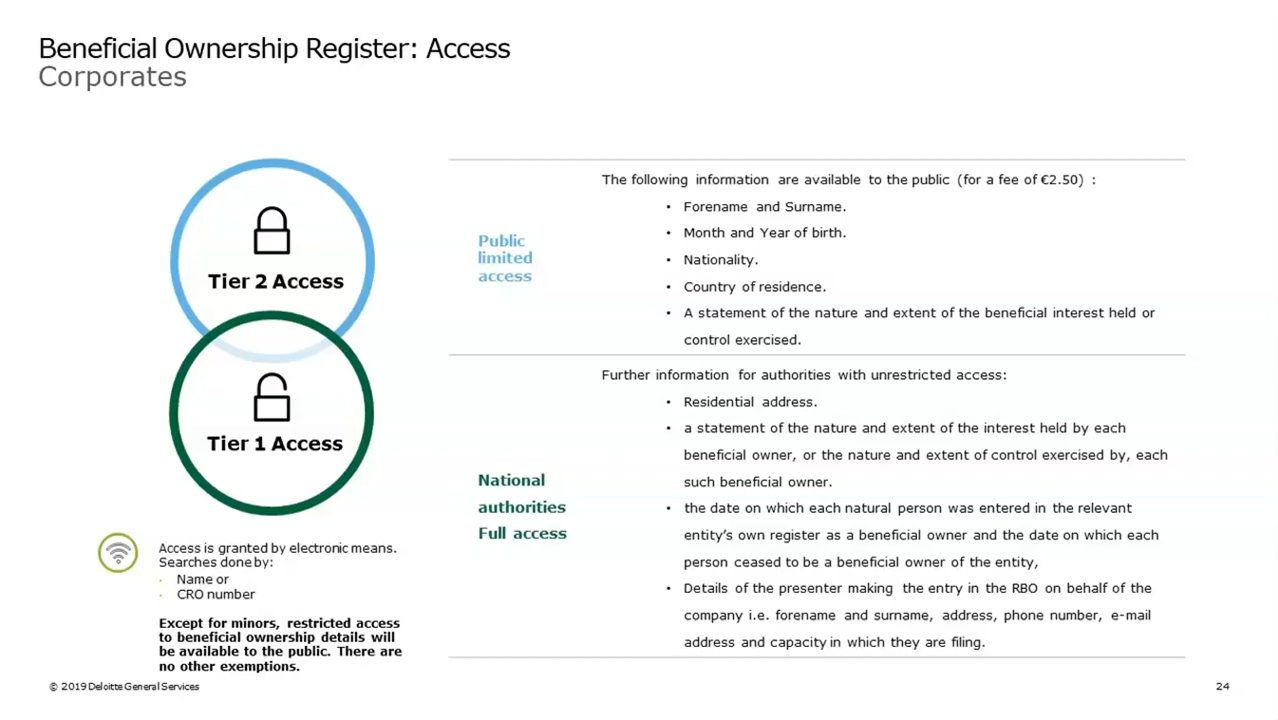 Beneficial Ownership Register: Access
Corporates
Tier 2 Access
Tier 1 Access
Access is granted by electronic means.
Searches done by:
• Name or
• CRO number
Except for minors, restricted access
to beneficial ownership details will
be available to the public. There are
no other exemptions.
Public
limited
access
The following information are available to the public (for a fee of €2.50) :
• Forename and Surname.
• Month and Year of birth.
• Nationality.
• Country of residence.
• A statement of the nature and extent of the beneficial interest held or
control exercised.
National
authorities
Full access
Further information for authorities with unrestricted access:
• Residential address.
• a statement of the nature and extent of the interest held by each
beneficial owner, or the nature and extent of control exercised by, each
such beneficial owner.
• the date on which each natural person was entered in the relevant
entity’s own register as a beneficial owner and the date on which each
person ceased to be a beneficial owner of the entity,
• Details of the presenter making the entry in the RBO on behalf of the
company i.e. forename and surname, address, phone number, e-mail
address and capacity in which they are filing.
© 2019 Deloitte General Services
24